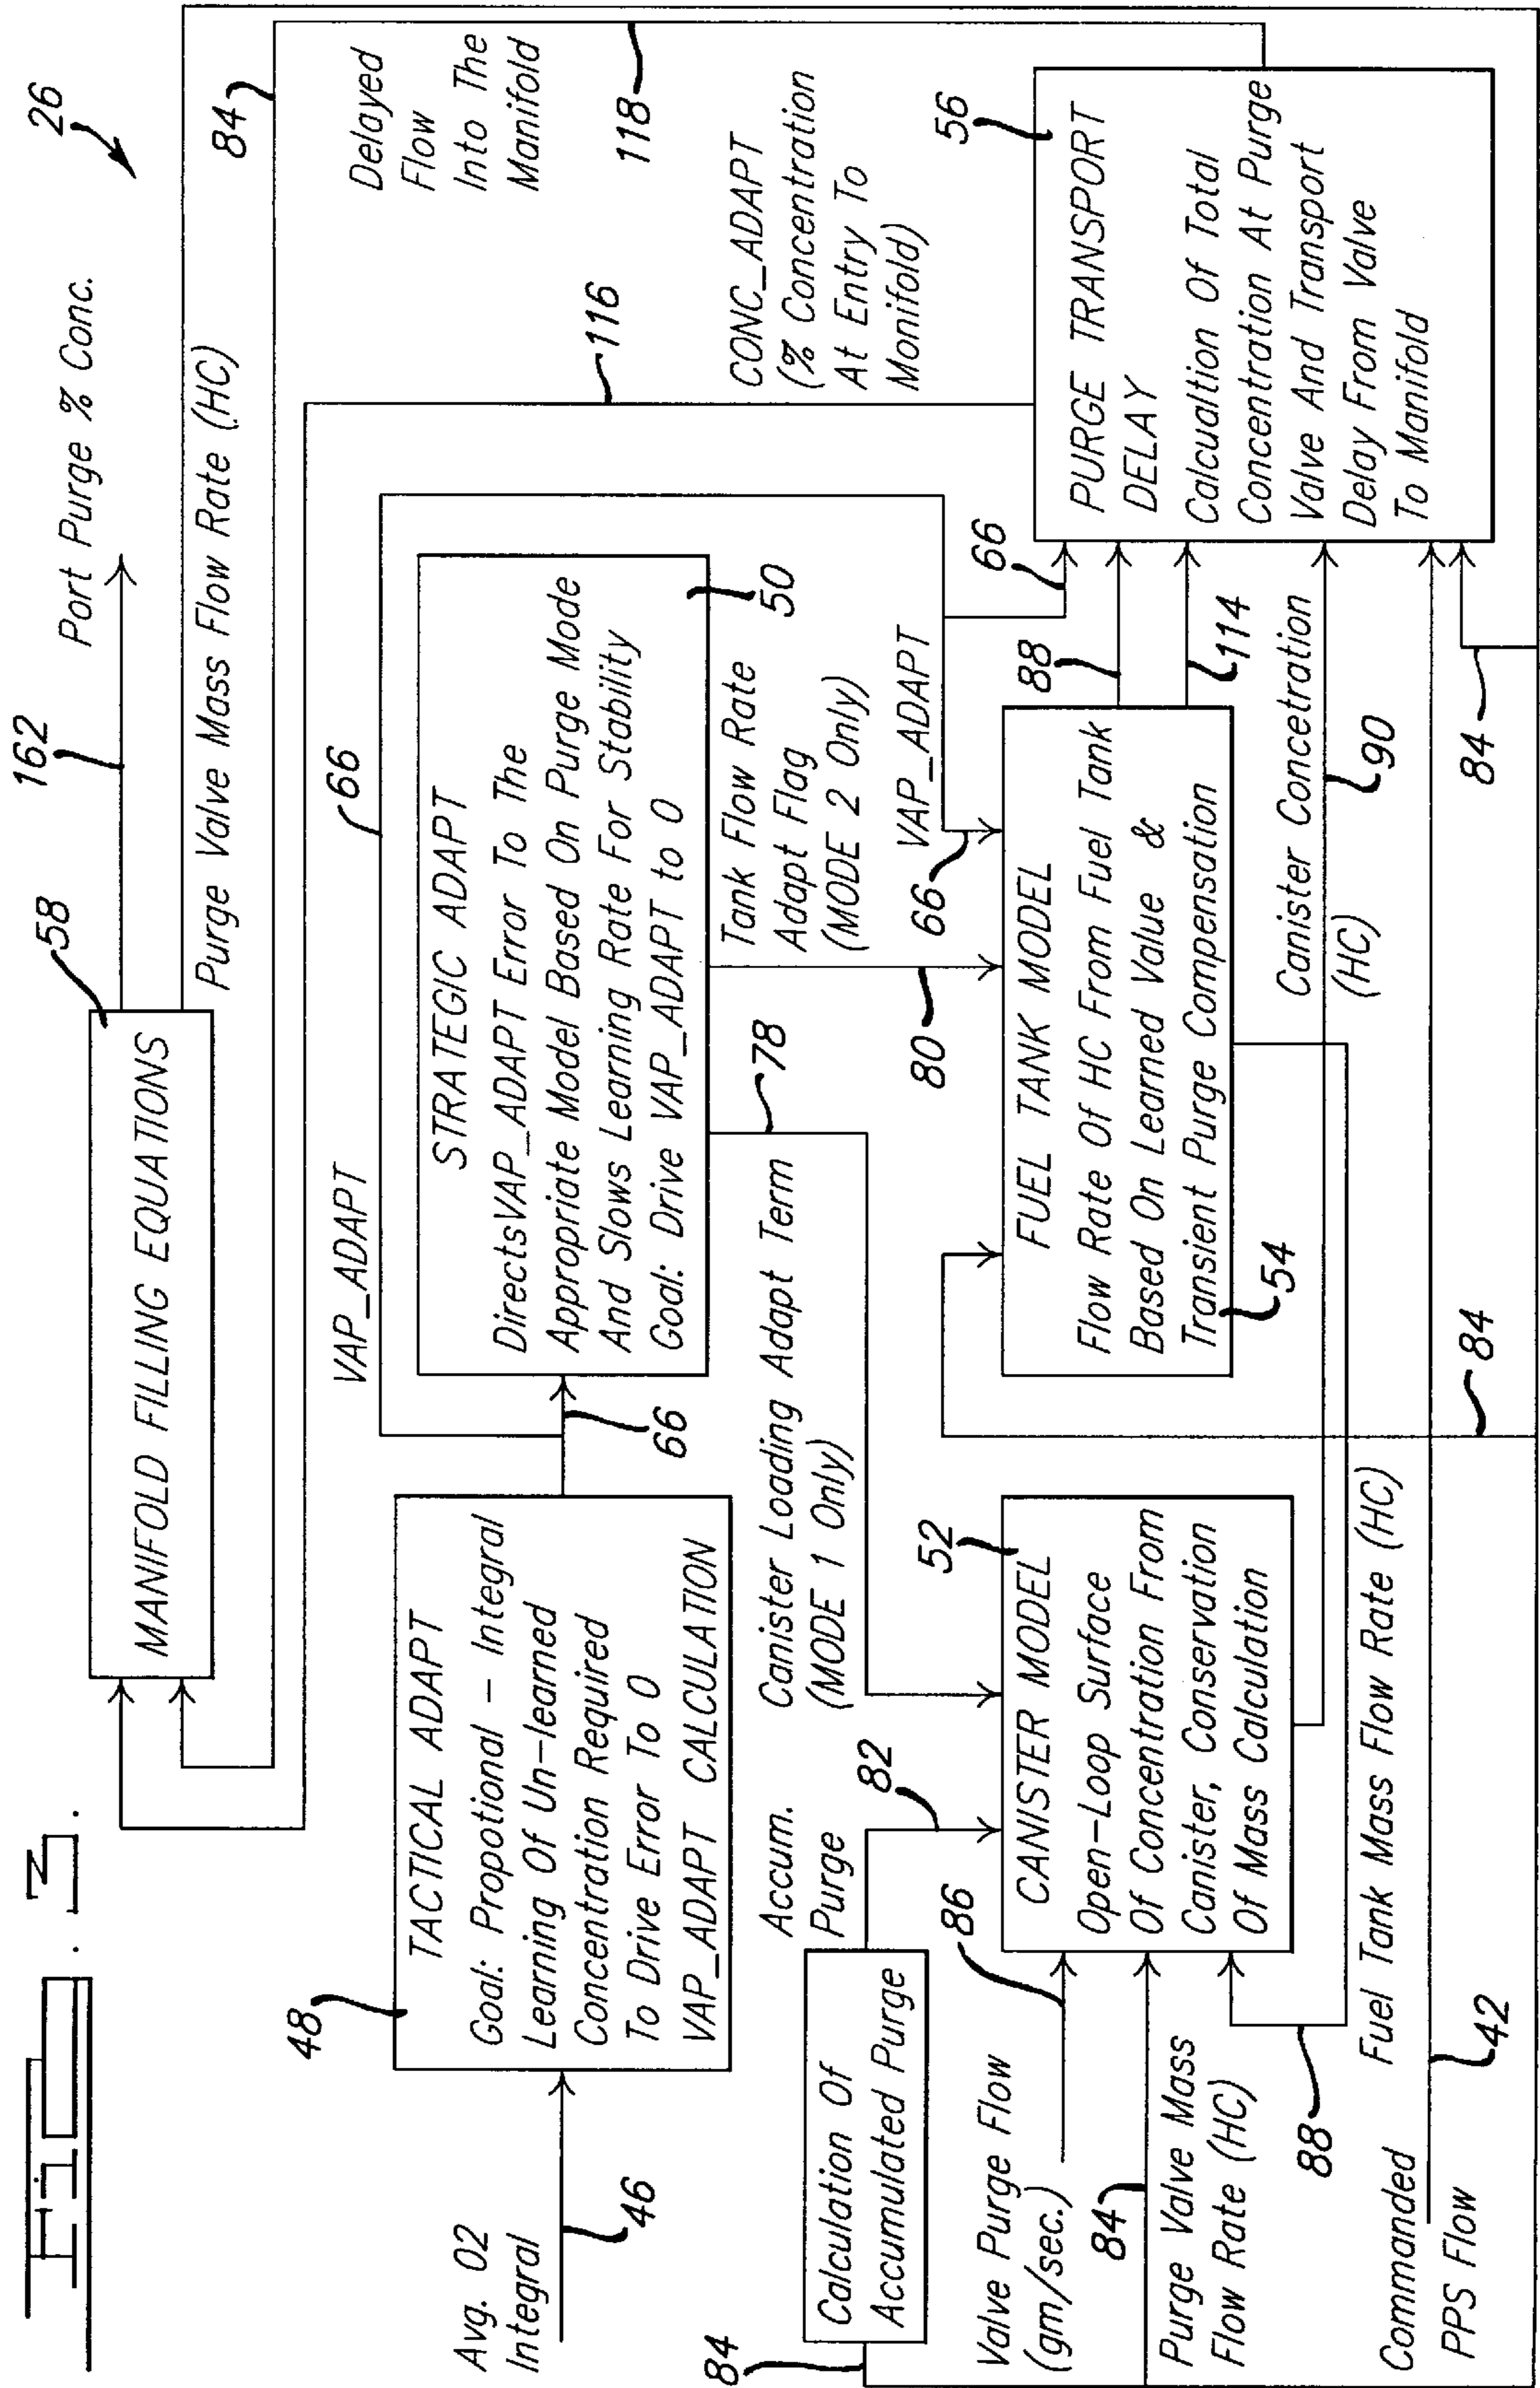 FIG. 3.
26
58
MANIFOLD FILLING EQUATIONS
162
Port Purge % Conc.
Purge Valve Mass Flow Rate (HC)
84
Delayed
Flow
Into The
Manifold
118
116
CONC_ADAPT
(% Concentration
At Entry To
Monifold)
VAP_ADAPT
66
48
TACTICAL ADAPT
Goal: Propotional – Integral
Learning Of Un-learned
Concentration Required
To Drive Error To 0
VAP_ADAPT CALCULATION
Avg. 02
Integral
46
66
STRATEGIC ADAPT
DirectsVAP_ADAPT Error To The
Appropriate Model Based On Purge Mode
And Slows Learning Rate For Stability
Goal: Drive VAP_ADAPT to 0
50
Canister Loading Adapt Term
(MODE 1 Only)
78
Tank Flow Rate
Adapt Flag
(MODE 2 Only)
80
VAP_ADAPT
66
66
Calculation Of
Accumulated Purge
84
Accum.
Purge
82
Valve Purge Flow
(gm/sec.)
86
84
Purge Valve Mass
Flow Rate (HC)
88
CANISTER MODEL
52
Open-Loop Surface
Of Concentration From
Canister, Conservation
Of Mass Calculation
FUEL TANK MODEL
Flow Rate Of HC From Fuel Tank
Based On Learned Value &
Transient Purge Compensation
54
88
114
Canister Concetration
(HC)
90
56
PURGE TRANSPORT
DELAY
Calcualtion Of Total
Concentration At Purge
Valve And Transport
Delay From Valve
To Manifold
84
Fuel Tank Mass Flow Rate (HC)
84
Commanded
PPS Flow
42